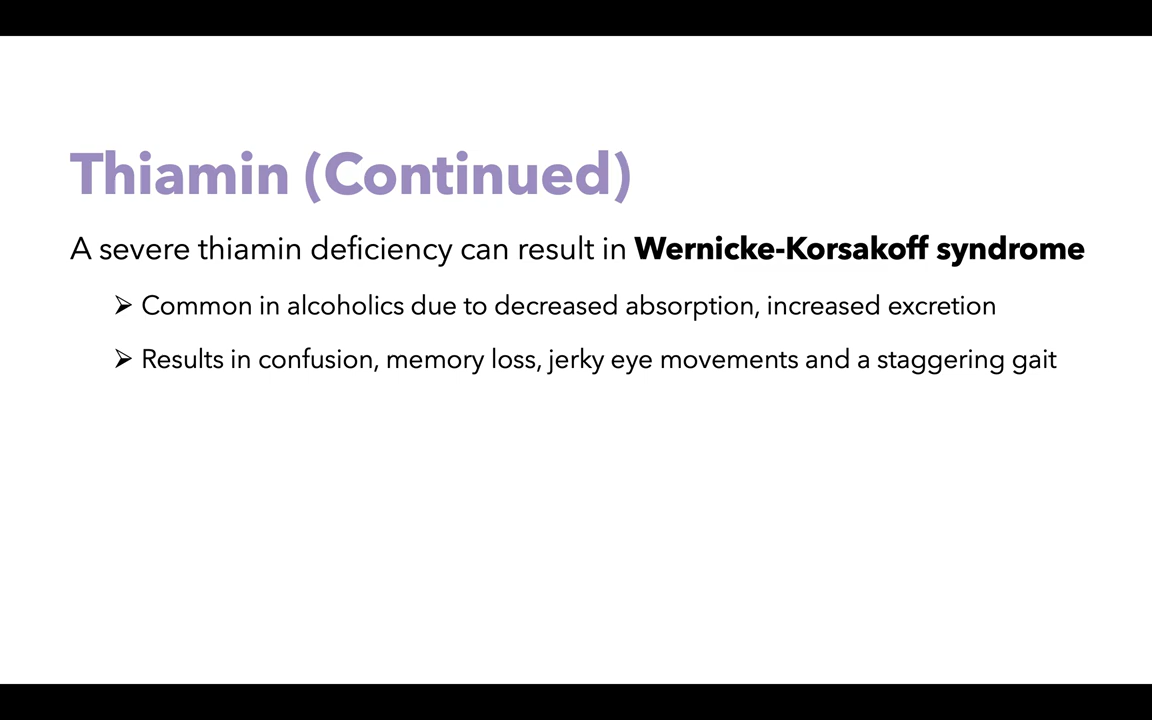 Thiamin (Continued)
A severe thiamin deficiency can result in Wernicke-Korsakoff syndrome
➢ Common in alcoholics due to decreased absorption, increased excretion
➢ Results in confusion, memory loss, jerky eye movements and a staggering gait